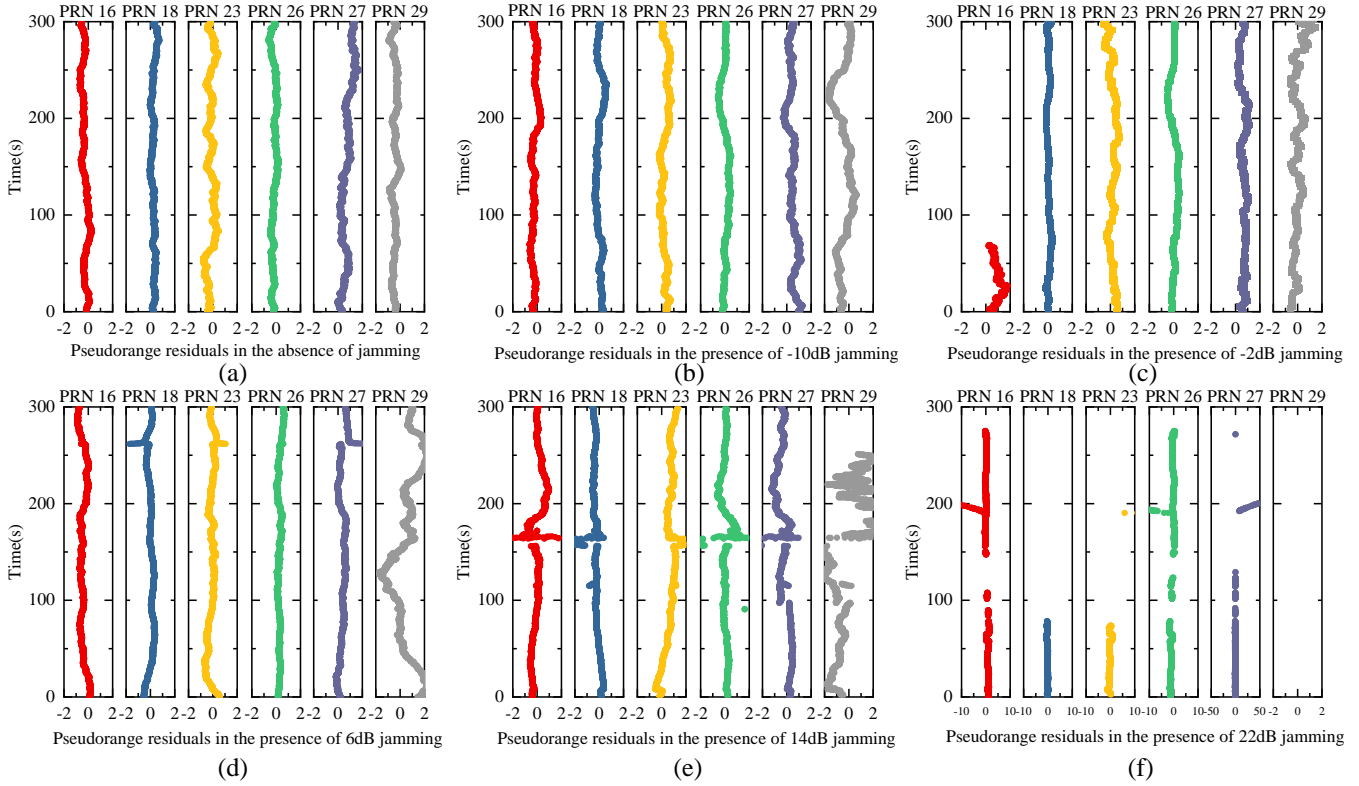 PRN 16 PRN 18 PRN 23 PRN 26 PRN 27 PRN 29
300
200
100
0
Time(s)
-2 0 2-2 0 2-2 0 2-2 0 2-2 0 2-2 0 2
Pseudorange residuals in the absence of jamming
(a)
PRN 16 PRN 18 PRN 23 PRN 26 PRN 27 PRN 29
300
200
100
0
Time(s)
-2 0 2-2 0 2-2 0 2-2 0 2-2 0 2-2 0 2
Pseudorange residuals in the presence of -10dB jamming
(b)
PRN 16 PRN 18 PRN 23 PRN 26 PRN 27 PRN 29
300
200
100
0
Time(s)
-2 0 2-2 0 2-2 0 2-2 0 2-2 0 2-2 0 2
Pseudorange residuals in the presence of -2dB jamming
(c)
PRN 16 PRN 18 PRN 23 PRN 26 PRN 27 PRN 29
300
200
100
0
Time(s)
-2 0 2-2 0 2-2 0 2-2 0 2-2 0 2-2 0 2
Pseudorange residuals in the presence of 6dB jamming
(d)
PRN 16 PRN 18 PRN 23 PRN 26 PRN 27 PRN 29
300
200
100
0
Time(s)
-2 0 2-2 0 2-2 0 2-2 0 2-2 0 2-2 0 2
Pseudorange residuals in the presence of 14dB jamming
(e)
PRN 16 PRN 18 PRN 23 PRN 26 PRN 27 PRN 29
300
200
100
0
Time(s)
-10 0 10-10 0 10-10 0 10-10 0 10-50 0 50-2 0 2
Pseudorange residuals in the presence of 22dB jamming
(f)